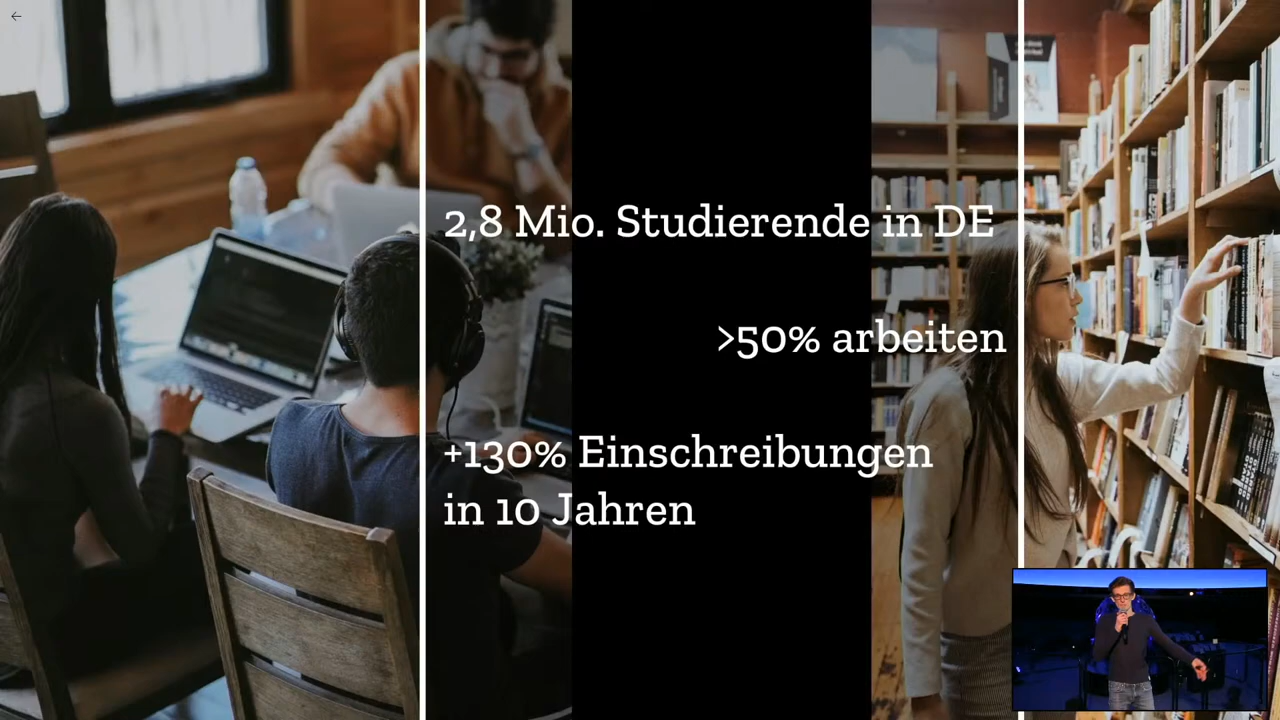 2,8 Mio. Studierende in DE
>50% arbeiten
+130% Einschreibungen
in 10 Jahren